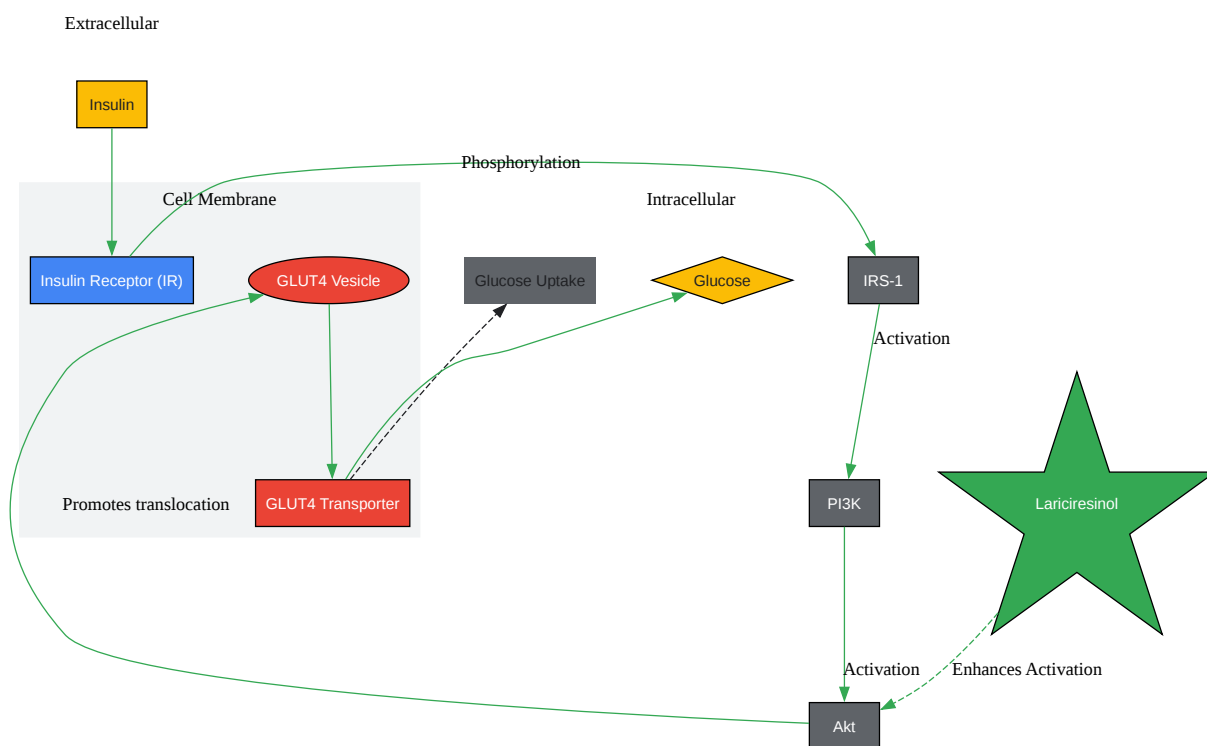 Extracellular
Insulin
Phosphorylation
Cell Membrane
Intracellular
Insulin Receptor (IR)
GLUT4 Vesicle
Glucose Uptake
Glucose
IRS-1
Activation
Promotes translocation
GLUT4 Transporter
PI3K
Lariciresinol
Activation
Enhances Activation
Akt